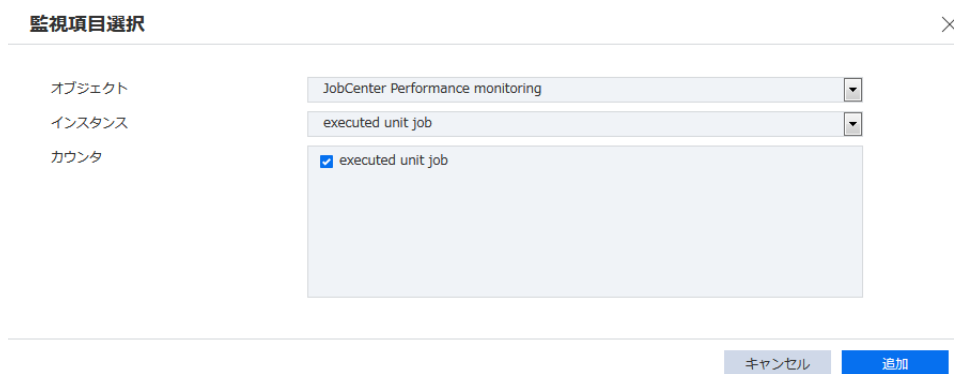 監視項目選択
オブジェクト
JobCenter Performance monitoring
インスタンス
executed unit job
カウンタ
executed unit job
キャンセル
追加